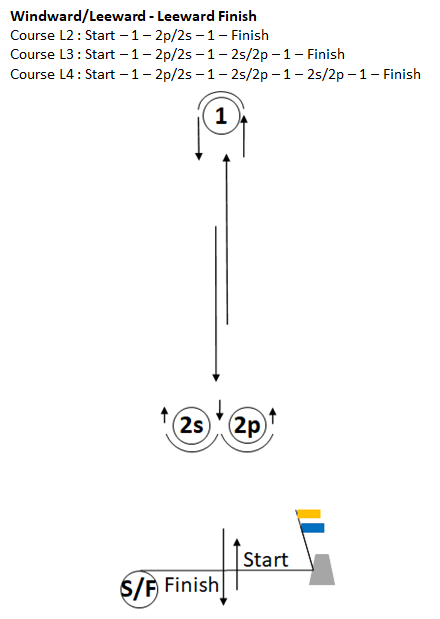 Windward/Leeward - Leeward Finish
Course L2 : Start – 1 – 2p/2s – 1 – Finish
Course L3 : Start – 1 – 2p/2s – 1 – 2s/2p – 1 – Finish
Course L4 : Start – 1 – 2p/2s – 1 – 2s/2p – 1 – 2s/2p – 1 – Finish
1
2s 2p
Start
S/F Finish